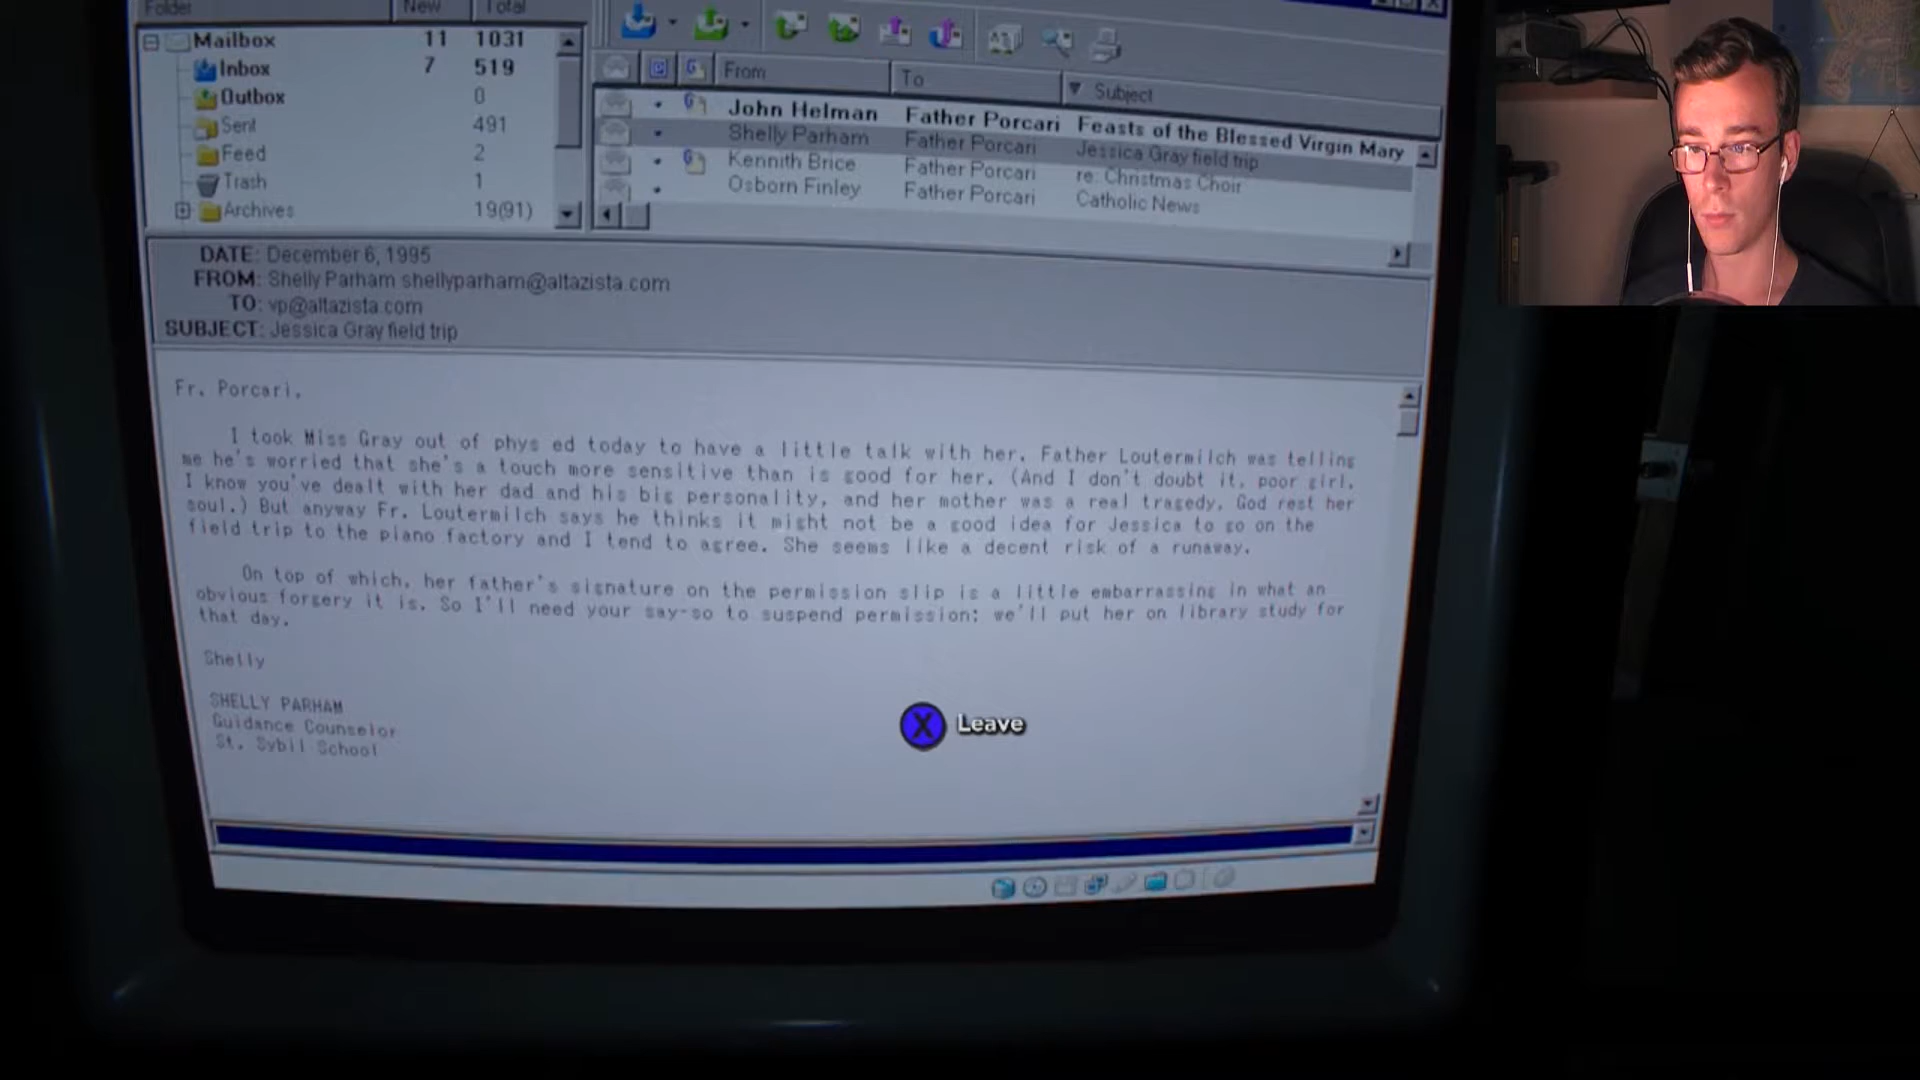 Folder New Total
Mailbox 11 1031
Inbox 7 519
Outbox 0
Sent 491
Feed 2
Trash 1
Archives 19(91)
From To Subject
John Helman Father Porcari Feasts of the Blessed Virgin Mary
Shelly Parham Father Porcari Jessica Gray field trip
Kennith Brice Father Porcari re: Christmas Choir
Osborn Finley Father Porcari Catholic News
DATE: December 6, 1995
FROM: Shelly Parham shellyparham@altazista.com
TO: vp@altazista.com
SUBJECT: Jessica Gray field trip
Fr. Porcari,
I took Miss Gray out of phys ed today to have a little talk with her. Father Loutermilch was telling
me he's worried that she's a touch more sensitive than is good for her. (And I don't doubt it, poor girl.
I know you've dealt with her dad and his big personality, and her mother was a real tragedy, God rest her
soul.) But anyway Fr. Loutermilch says he thinks it might not be a good idea for Jessica to go on the
field trip to the piano factory and I tend to agree. She seems like a decent risk of a runaway.
On top of which, her father's signature on the permission slip is a little embarrassing in what an
obvious forgery it is. So I'll need your say-so to suspend permission; we'll put her on library study for
that day.
Shelly
SHELLY PARHAM
Guidance Counselor
St. Sybil School
X Leave